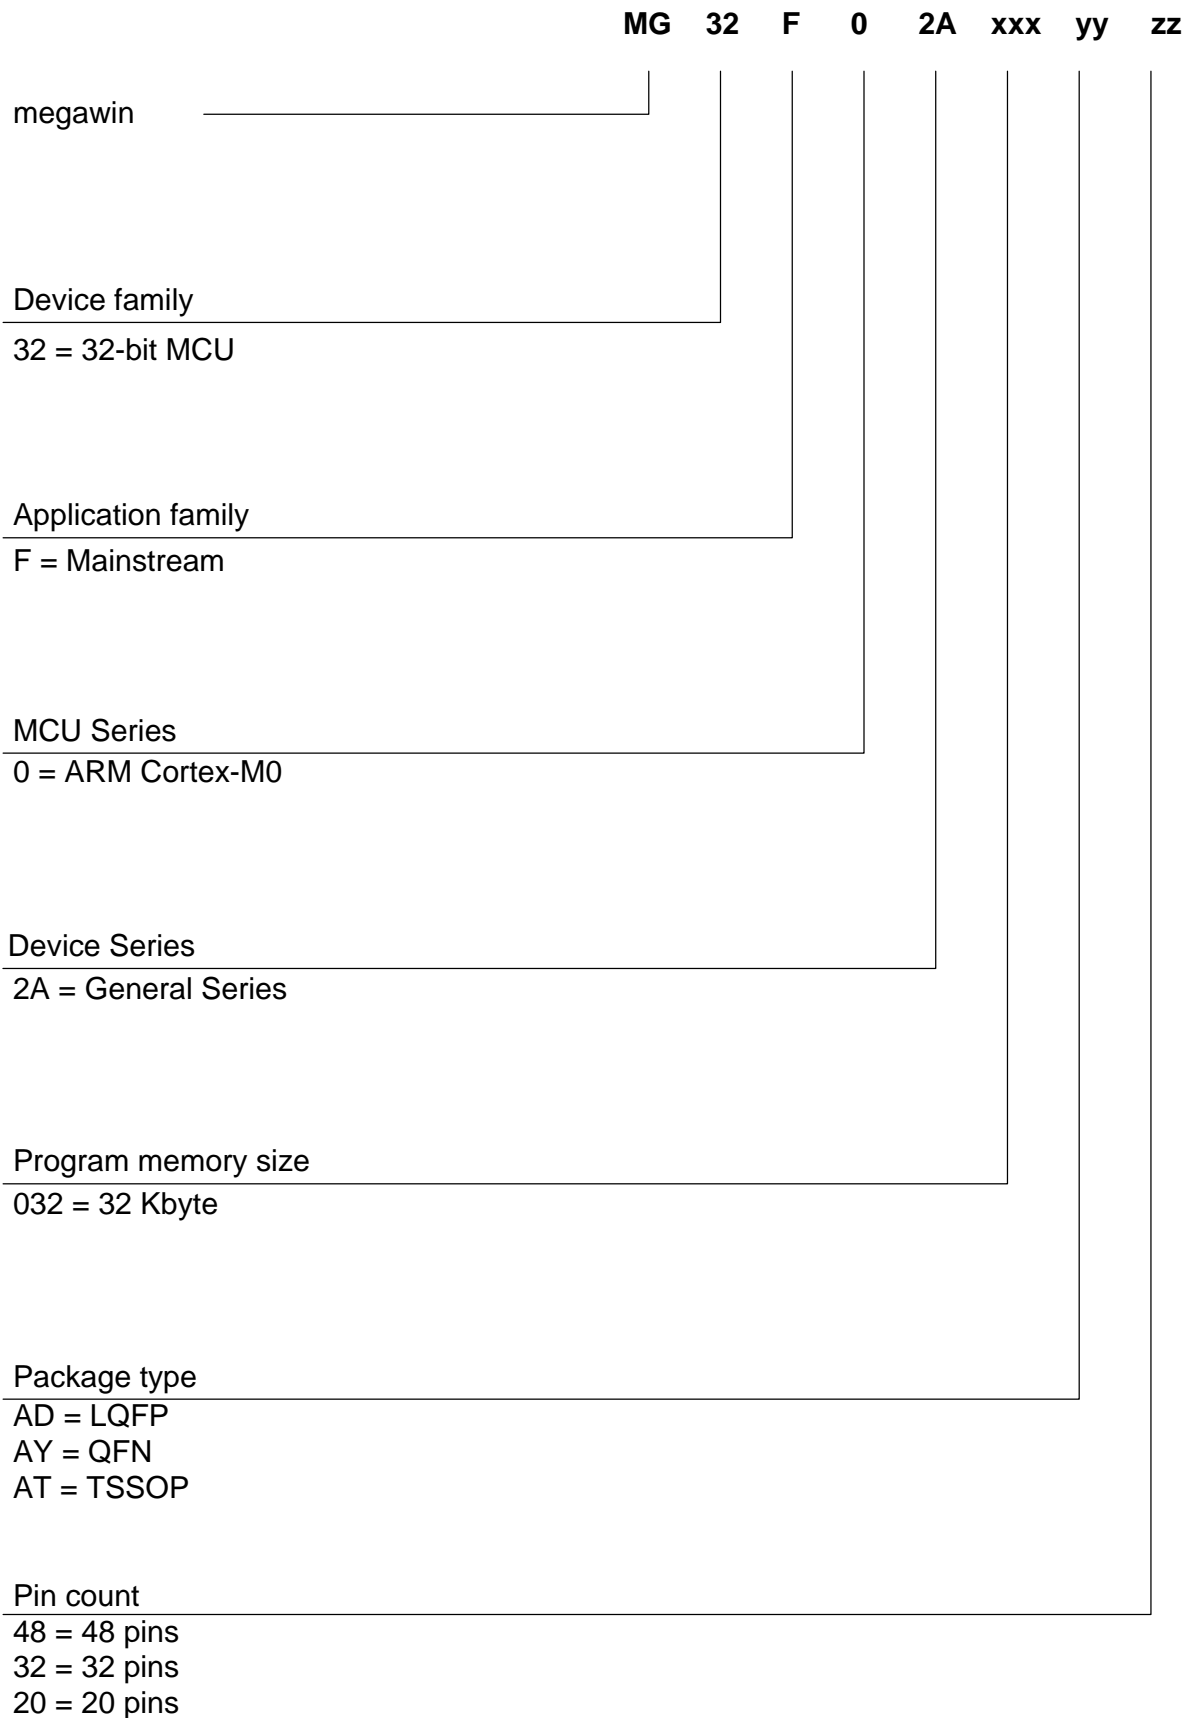 MG 32 F 0 2A xxx yy zz
megawin
Device family
32 = 32-bit MCU
Application family
F = Mainstream
MCU Series
0 = ARM Cortex-M0
Device Series
2A = General Series
Program memory size
032 = 32 Kbyte
Package type
AD = LQFP
AY = QFN
AT = TSSOP
Pin count
48 = 48 pins
32 = 32 pins
20 = 20 pins